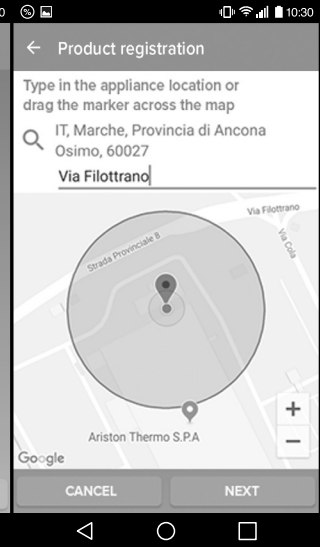 10:30
Product registration
Type in the appliance location or
drag the marker across the map
IT, Marche, Provincia di Ancona
Osimo, 60027
Via Filottrano
Via Filottrano
Strada Provinciale 8
Via Cola
Ariston Thermo S.P.A
+
−
Google
CANCEL
NEXT